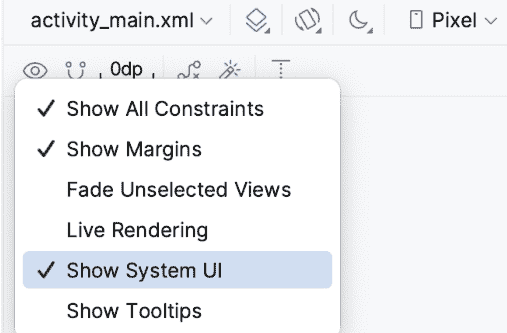 activity_main.xml Pixel
0dp
Show All Constraints
Show Margins
Fade Unselected Views
Live Rendering
Show System UI
Show Tooltips